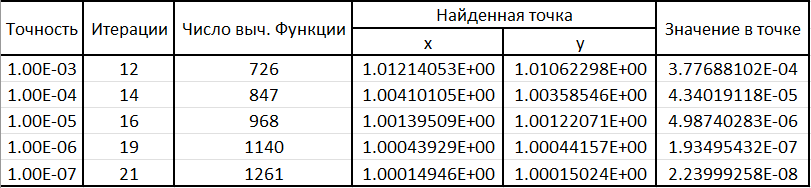 Точность Итерации Число выч. Функции Найденная точка Значение в точке
x y
1.00E-03 12 726 1.01214053E+00 1.01062298E+00 3.77688102E-04
1.00E-04 14 847 1.00410105E+00 1.00358546E+00 4.34019118E-05
1.00E-05 16 968 1.00139509E+00 1.00122071E+00 4.98740283E-06
1.00E-06 19 1140 1.00043929E+00 1.00044157E+00 1.93495432E-07
1.00E-07 21 1261 1.00014946E+00 1.00015024E+00 2.23999258E-08